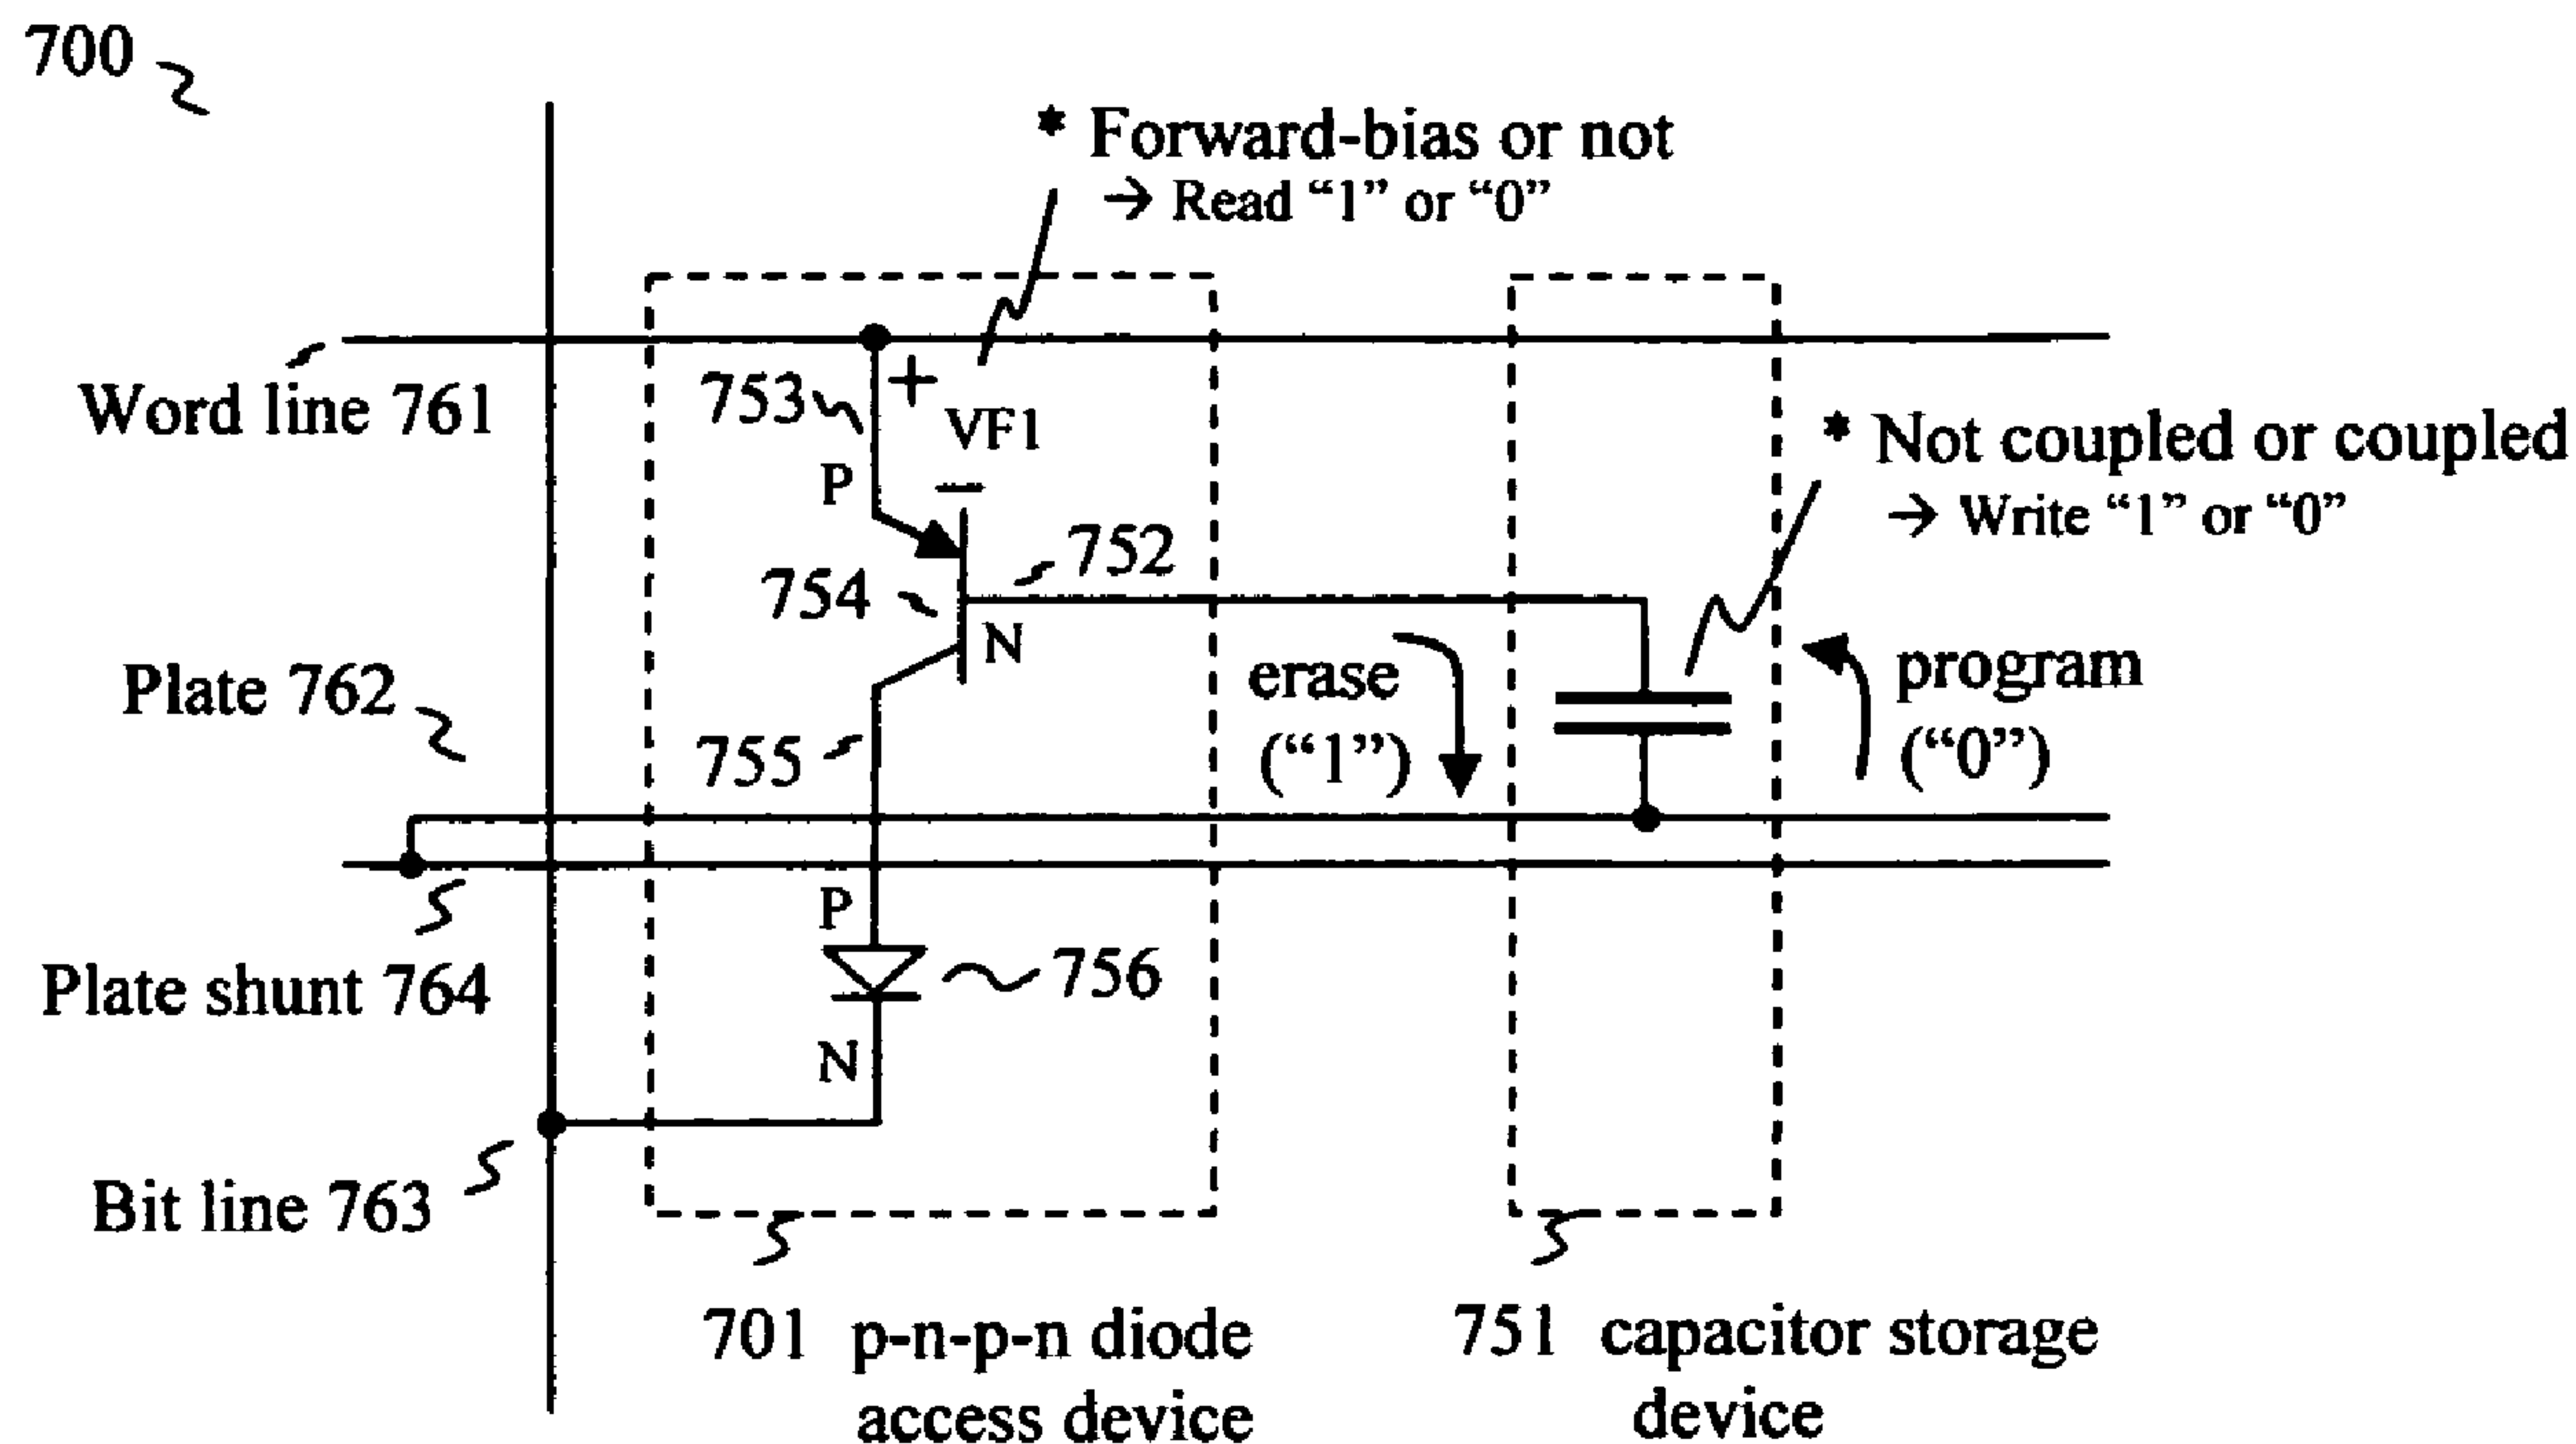 700
* Forward-bias or not
→ Read “1” or “0”
Word line 761
753
+
VF1
−
P
* Not coupled or coupled
→ Write “1” or “0”
752
754
N
Plate 762
erase
(“1”)
program
(“0”)
755
P
Plate shunt 764
756
N
Bit line 763
701 p-n-p-n diode
access device
751 capacitor storage
device